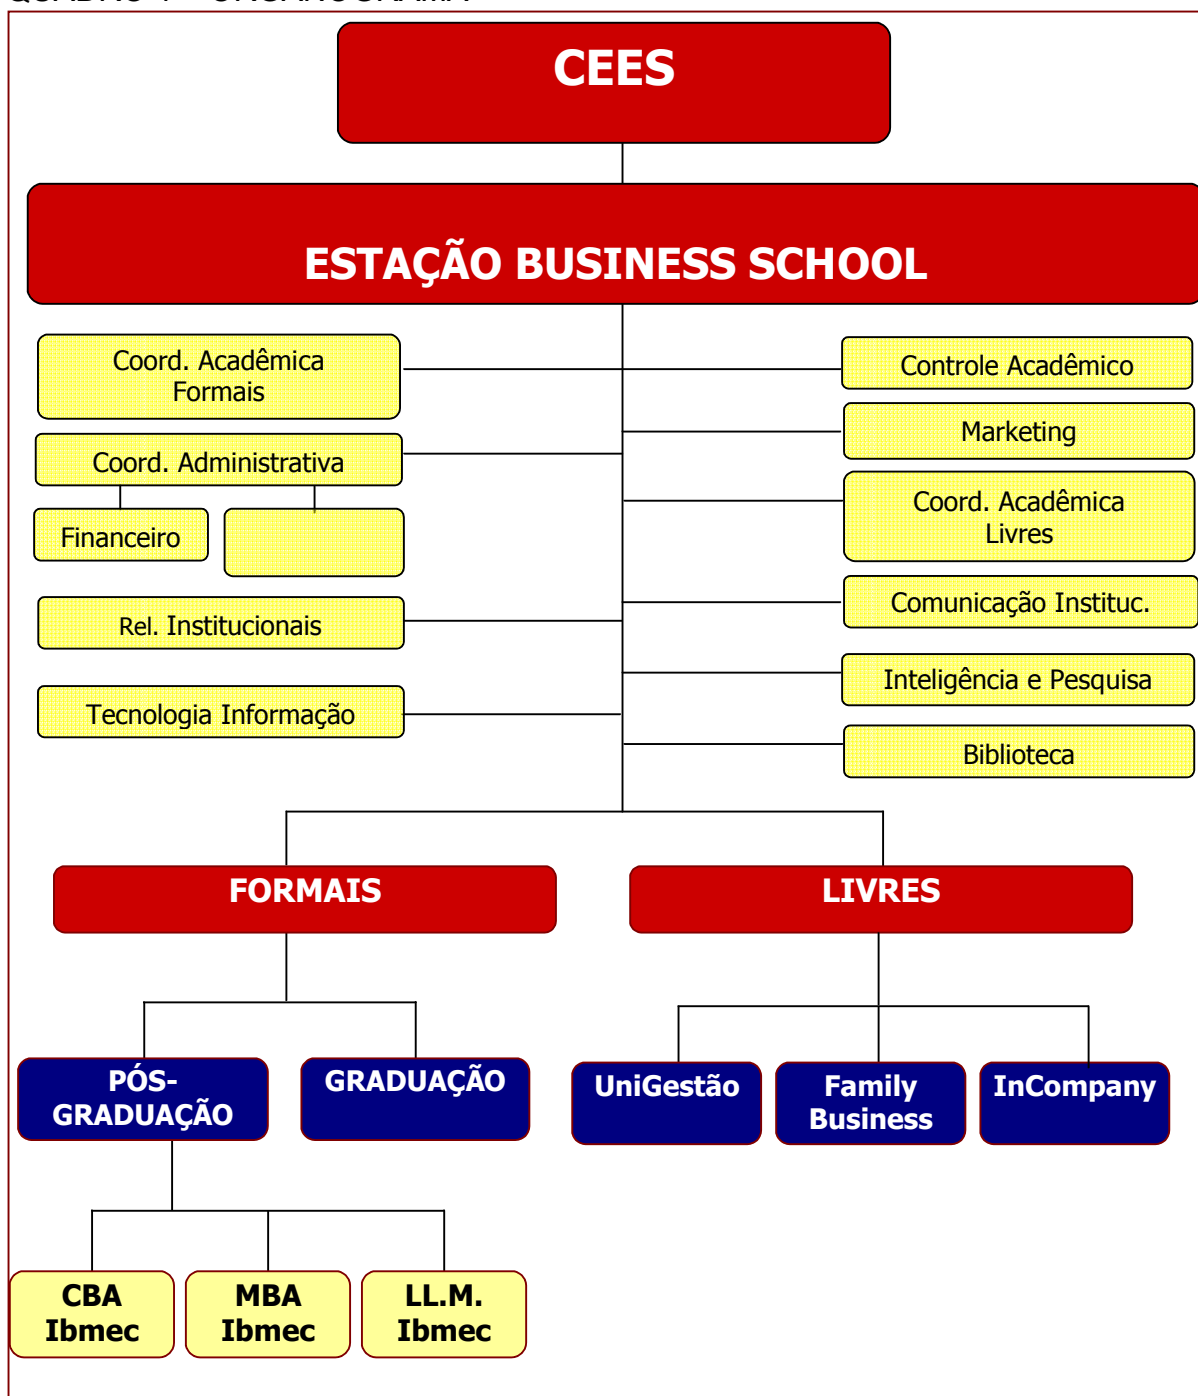 CEES
ESTAÇÃO BUSINESS SCHOOL
Coord. Acadêmica
Formais
Controle Acadêmico
Marketing
Coord. Administrativa
Coord. Acadêmica
Livres
Financeiro
Comunicação Instituc.
Rel. Institucionais
Inteligência e Pesquisa
Tecnologia Informação
Biblioteca
FORMAIS
LIVRES
PÓS-
GRADUAÇÃO
GRADUAÇÃO
UniGestão
Family
Business
InCompany
CBA
Ibmec
MBA
Ibmec
LL.M.
Ibmec